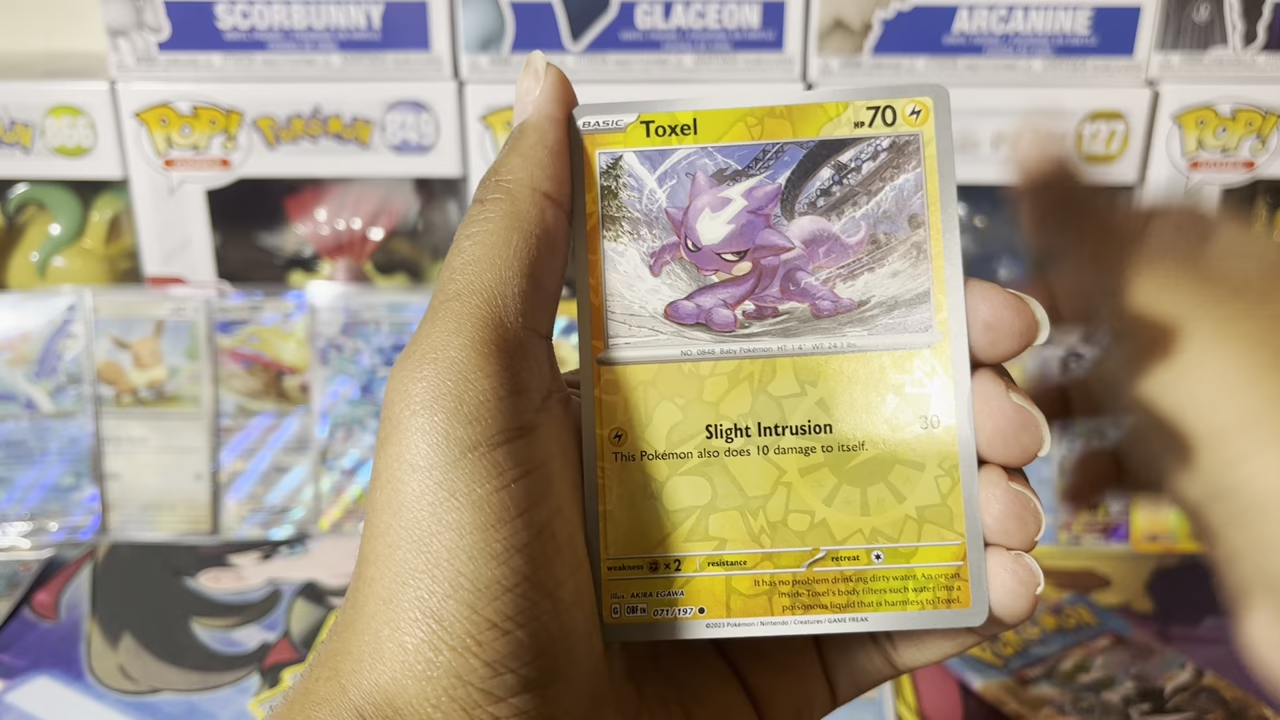 SCORBUNNY
GLACEON
ARCANINE
POP!
Pokémon
849
127
POP!
BASIC
Toxel
HP 70
NO. 0848 Baby Pokémon HT: 1'4" WT: 24.3 lbs.
Slight Intrusion
30
This Pokémon also does 10 damage to itself.
weakness ×2
resistance
retreat
It has no problem drinking dirty water. An organ
inside Toxel's body filters such water into a
poisonous liquid that is harmless to Toxel.
Illus. AKIRA EGAWA
G OBF EN 071/197
©2023 Pokémon / Nintendo / Creatures / GAME FREAK
Pokémon